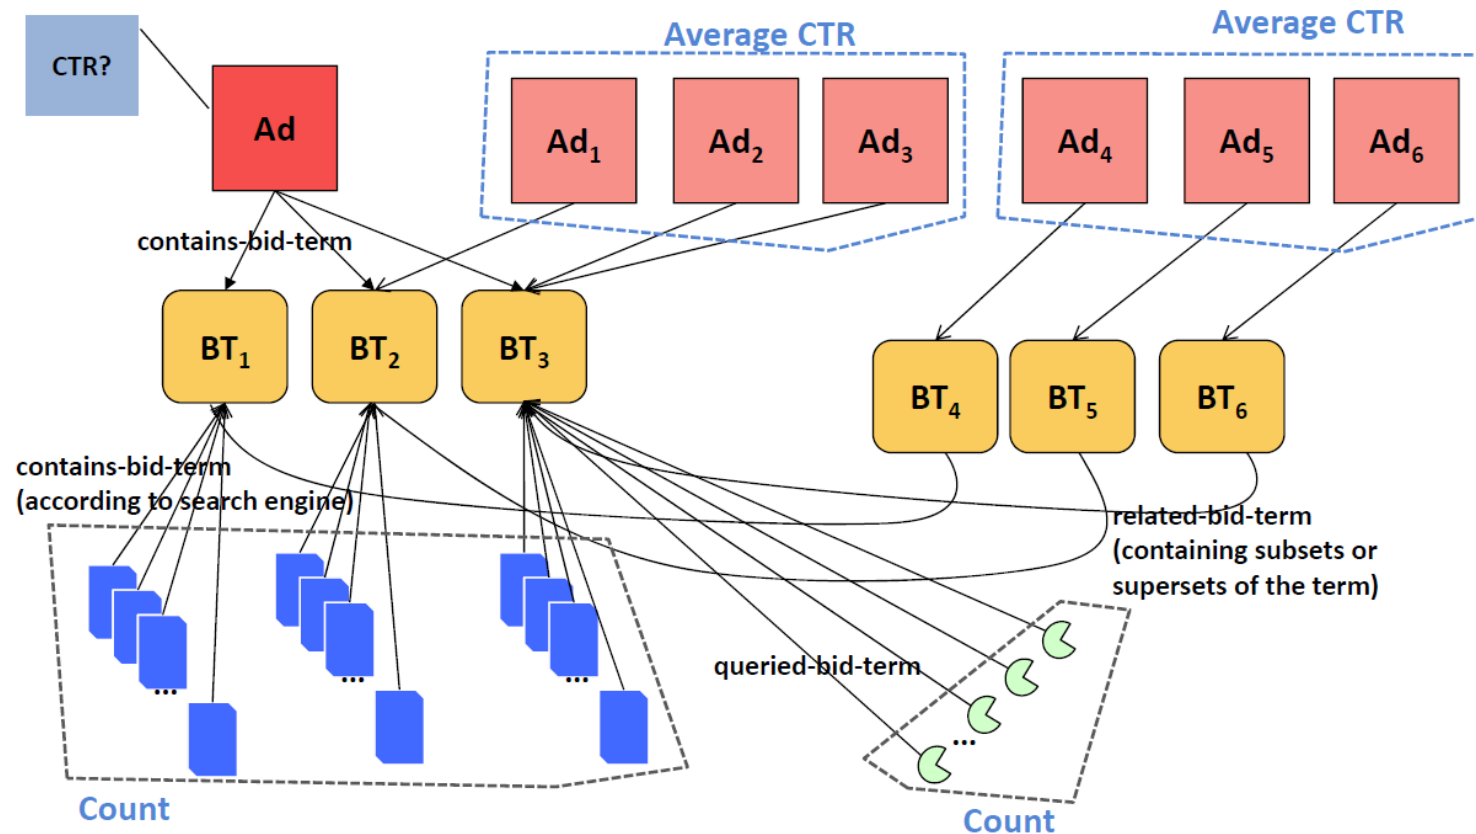 Average CTR
Average CTR
CTR?
Ad
Ad1
Ad2
Ad3
Ad4
Ad5
Ad6
contains-bid-term
BT1
BT2
BT3
BT4
BT5
BT6
contains-bid-term
(according to search engine)
related-bid-term
(containing subsets or
supersets of the term)
queried-bid-term
...
...
...
...
Count
Count